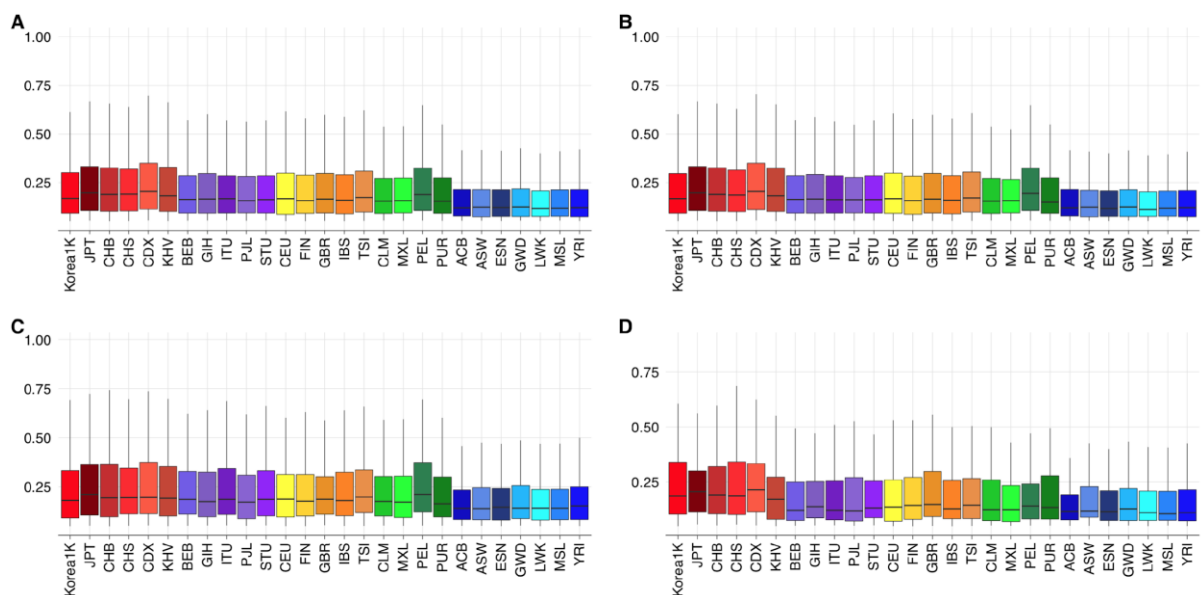 A
1.00
0.75
0.50
0.25
Korea1K JPT CHB CHS CDX KHV BEB GIH ITU PJL STU CEU FIN GBR IBS TSI CLM MXL PEL PUR ACB ASW ESN GWD LWK MSL YRI
B
1.00
0.75
0.50
0.25
Korea1K JPT CHB CHS CDX KHV BEB GIH ITU PJL STU CEU FIN GBR IBS TSI CLM MXL PEL PUR ACB ASW ESN GWD LWK MSL YRI
C
1.00
0.75
0.50
0.25
Korea1K JPT CHB CHS CDX KHV BEB GIH ITU PJL STU CEU FIN GBR IBS TSI CLM MXL PEL PUR ACB ASW ESN GWD LWK MSL YRI
D
0.75
0.50
0.25
Korea1K JPT CHB CHS CDX KHV BEB GIH ITU PJL STU CEU FIN GBR IBS TSI CLM MXL PEL PUR ACB ASW ESN GWD LWK MSL YRI